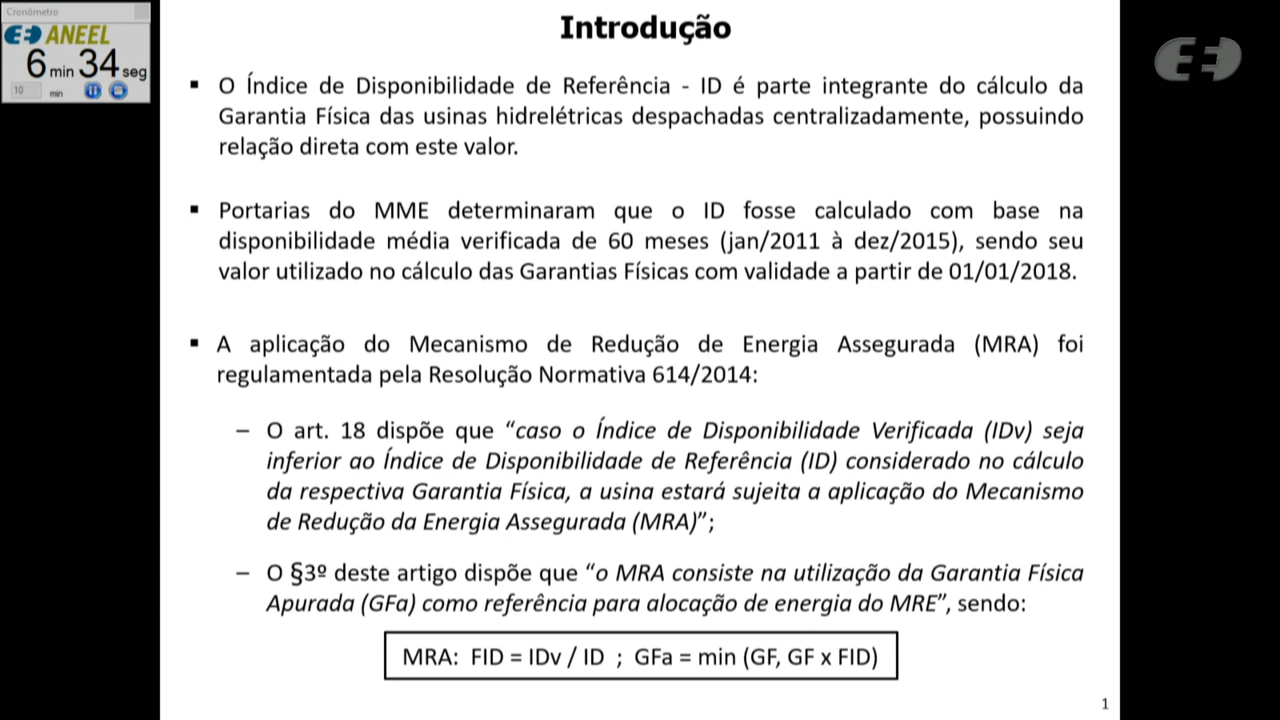 Cronômetro
ANEEL
6 min 34 seg
10 min
Introdução
▪ O Índice de Disponibilidade de Referência - ID é parte integrante do cálculo da
Garantia Física das usinas hidrelétricas despachadas centralizadamente, possuindo
relação direta com este valor.
▪ Portarias do MME determinaram que o ID fosse calculado com base na
disponibilidade média verificada de 60 meses (jan/2011 à dez/2015), sendo seu
valor utilizado no cálculo das Garantias Físicas com validade a partir de 01/01/2018.
▪ A aplicação do Mecanismo de Redução de Energia Assegurada (MRA) foi
regulamentada pela Resolução Normativa 614/2014:
– O art. 18 dispõe que “caso o Índice de Disponibilidade Verificada (IDv) seja
inferior ao Índice de Disponibilidade de Referência (ID) considerado no cálculo
da respectiva Garantia Física, a usina estará sujeita a aplicação do Mecanismo
de Redução da Energia Assegurada (MRA)”;
– O §3º deste artigo dispõe que “o MRA consiste na utilização da Garantia Física
Apurada (GFa) como referência para alocação de energia do MRE”, sendo:
MRA: FID = IDv / ID ; GFa = min (GF, GF x FID)
1